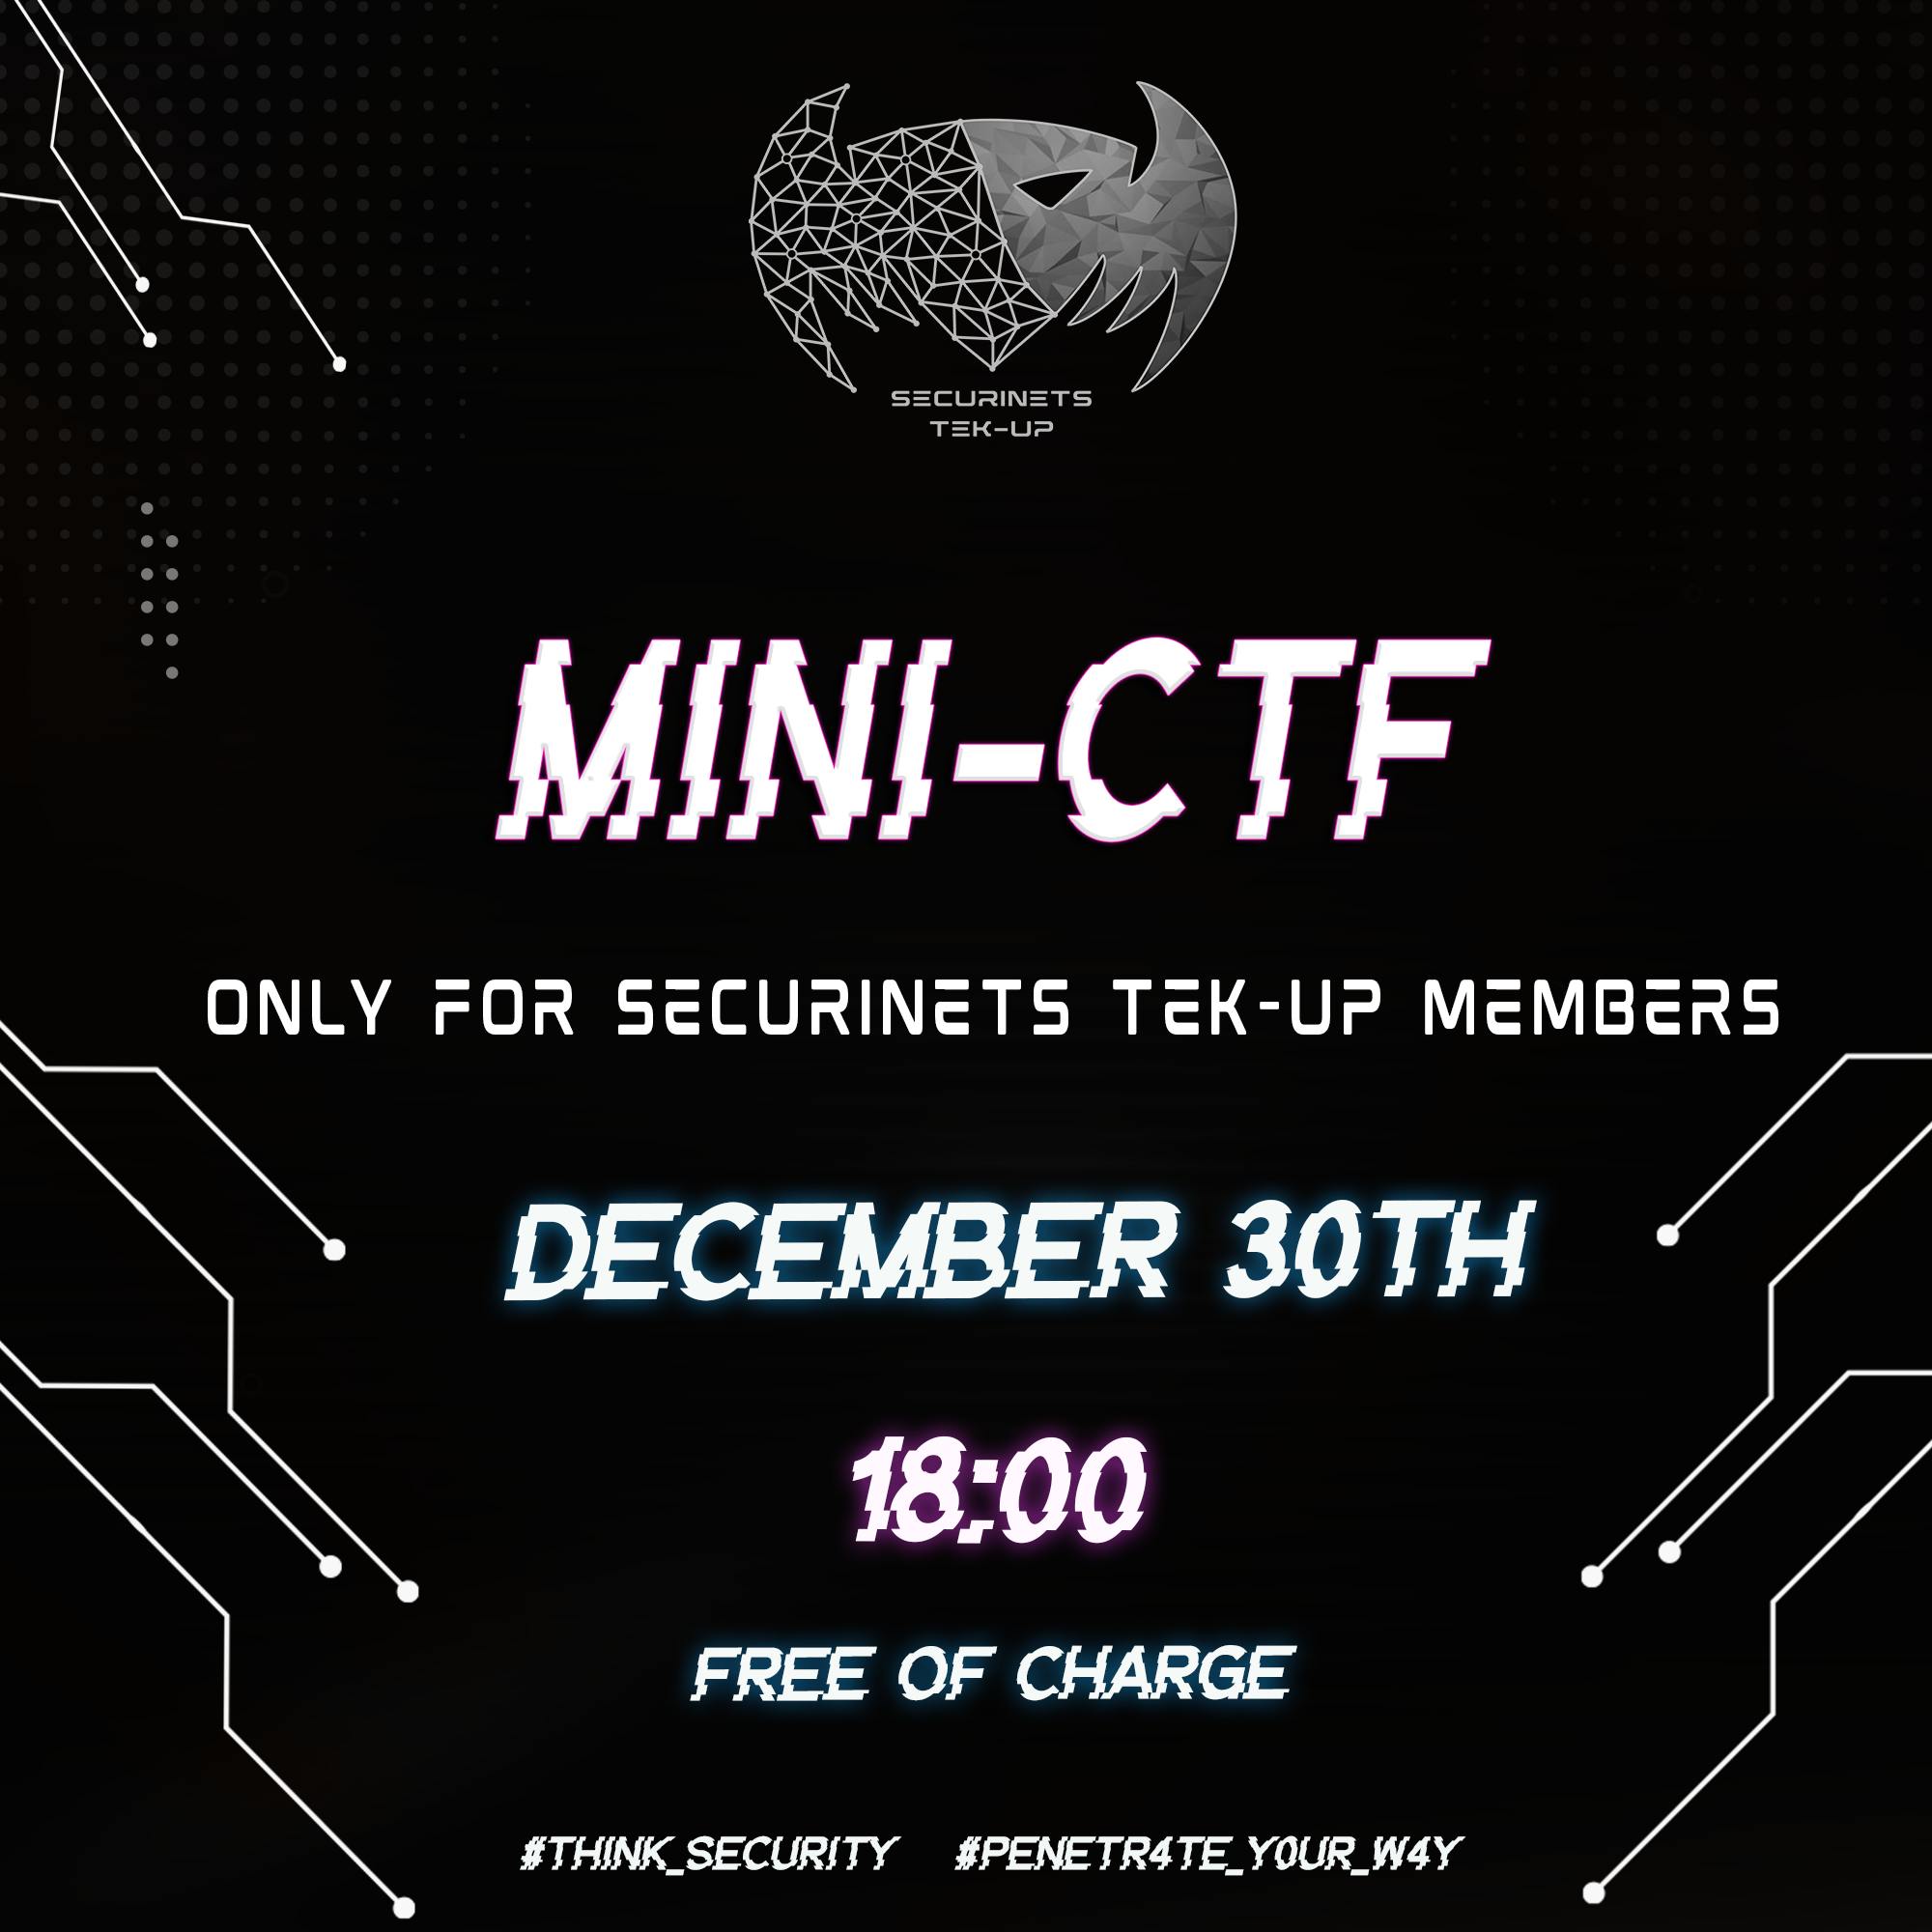 SECURINETS
TEK-UP
MINI-CTF
ONLY FOR SECURINETS TEK-UP MEMBERS
DECEMBER 30TH
18:00
FREE OF CHARGE
#THINK_SECURITY #PENETR4TE_Y0UR_W4Y